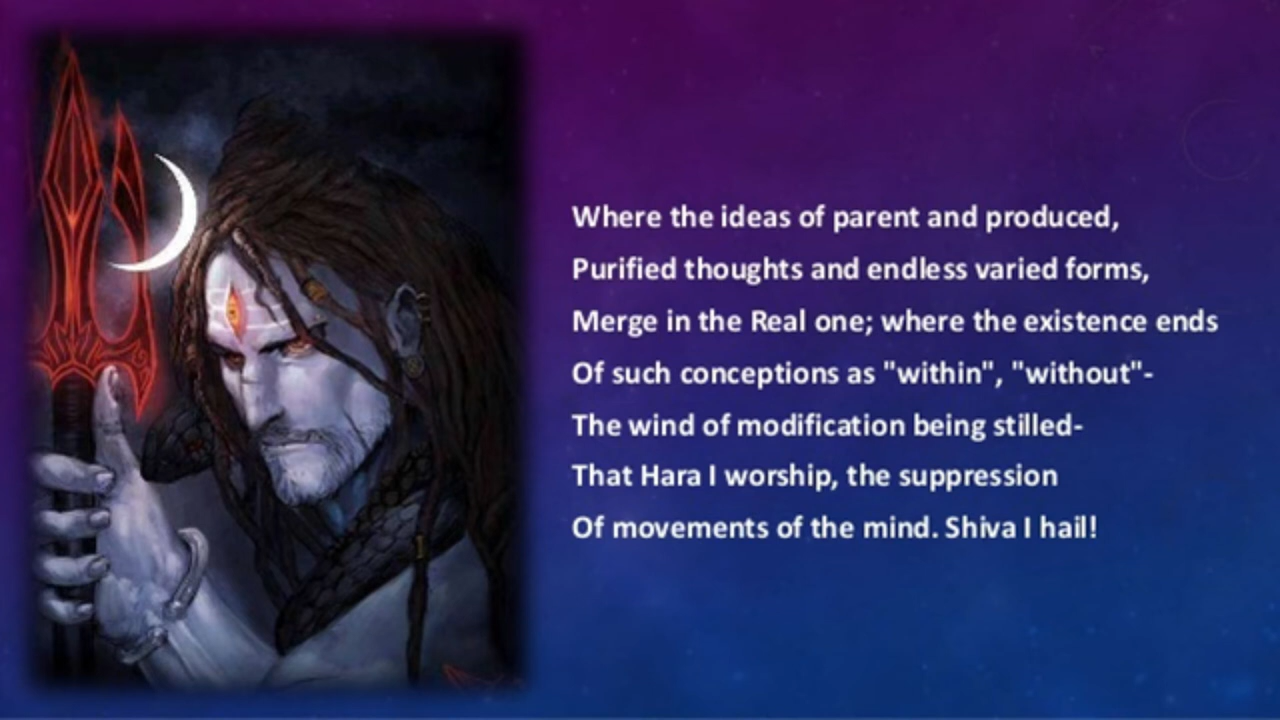 Where the ideas of parent and produced,
Purified thoughts and endless varied forms,
Merge in the Real one; where the existence ends
Of such conceptions as "within", "without"-
The wind of modification being stilled-
That Hara I worship, the suppression
Of movements of the mind. Shiva I hail!